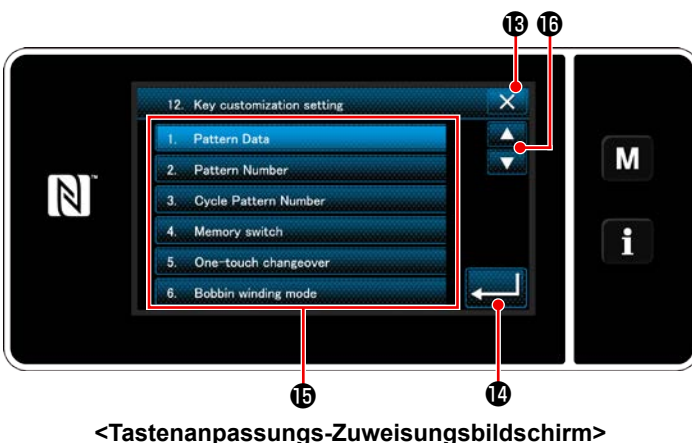 ⓭ ⓰
12. Key customization setting
1. Pattern Data
2. Pattern Number
3. Cycle Pattern Number
4. Memory switch
5. One-touch changeover
6. Bobbin winding mode
N™
M
i
⓯ ⓮
<Tastenanpassungs-Zuweisungsbildschirm>